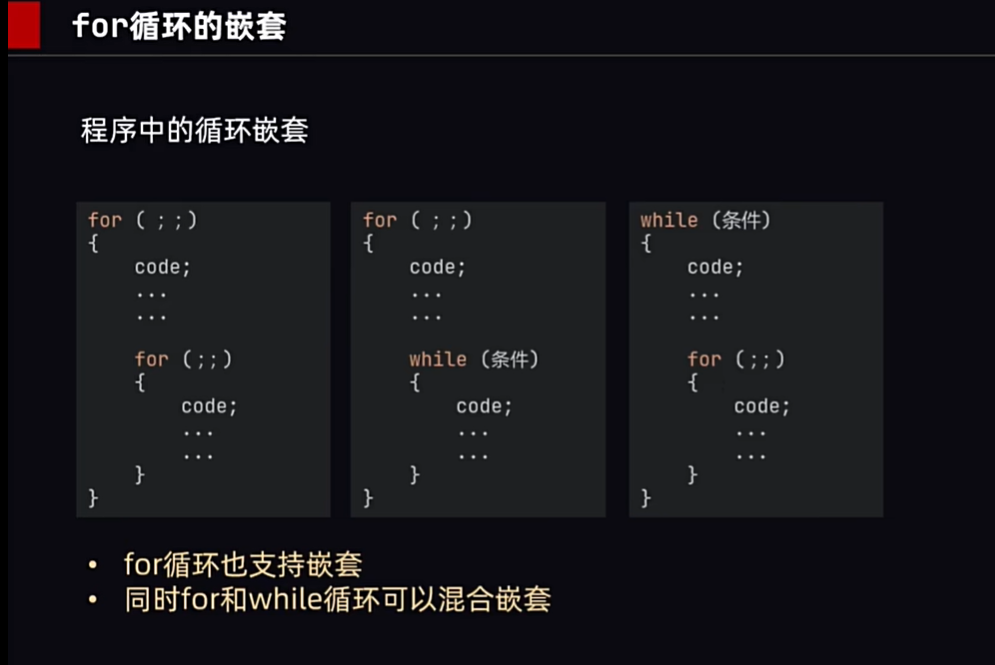 for循环的嵌套
程序中的循环嵌套
for ( ;;)
{
    code;
    ...
    ...
    for (;;)
    {
        code;
        ...
        ...
    }
}
for ( ;;)
{
    code;
    ...
    ...
    while (条件)
    {
        code;
        ...
        ...
    }
}
while (条件)
{
    code;
    ...
    ...
    for (;;)
    {
        code;
        ...
        ...
    }
}
• for循环也支持嵌套
• 同时for和while循环可以混合嵌套